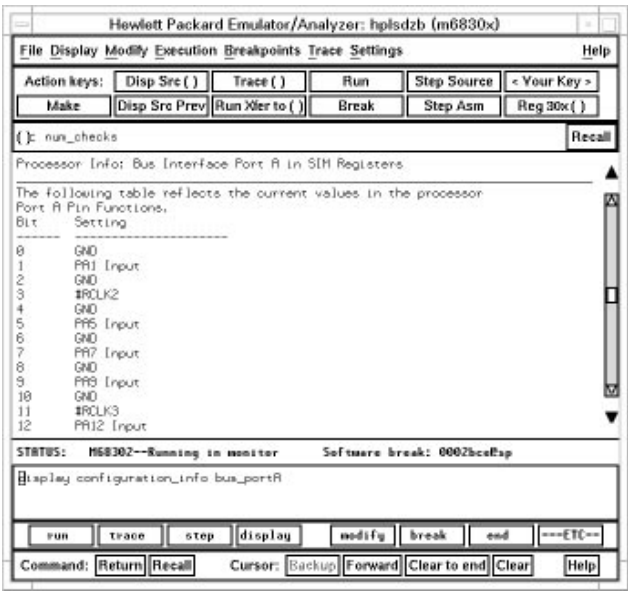 Hewlett Packard Emulator/Analyzer: hplsdzb (m6830x)
File Display Modify Execution Breakpoints Trace Settings Help
Action keys: Disp Src ( ) Trace ( ) Run Step Source < Your Key >
Make Disp Src Prev Run Xfer to ( ) Break Step Asm Reg 30x ( )
( ): num_checks Recall
Processor Info: Bus Interface Port A in SIM Registers
The following table reflects the current values in the processor
Port A Pin Functions.
Bit Setting
------ ----------------------
0 GND
1 PA1 Input
2 GND
3 #RCLK2
4 GND
5 PA5 Input
6 GND
7 PA7 Input
8 GND
9 PA9 Input
10 GND
11 #RCLK3
12 PA12 Input
STATUS: M68302--Running in monitor Software break: 0002bce@sp
display configuration_info bus_portA
run trace step display modify break end ---ETC--
Command: Return Recall Cursor: Backup Forward Clear to end Clear Help